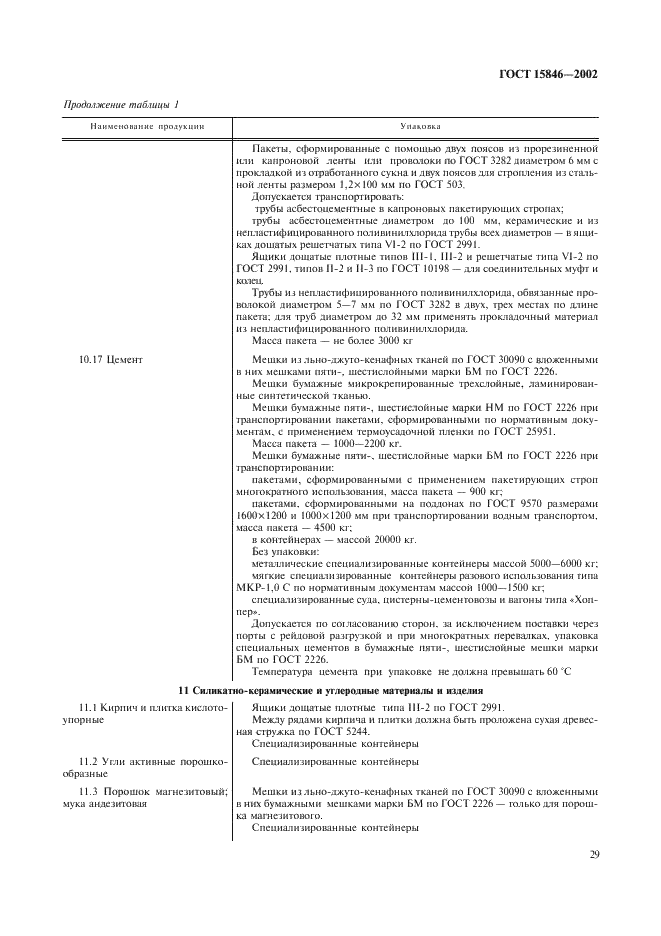 ГОСТ 15846—2002
Продолжение таблицы 1
Наименование продукции
Упаковка
Пакеты, сформированные с помощью двух поясов из прорезиненной
или капроновой ленты или проволоки по ГОСТ 3282 диаметром 6 мм с
прокладкой из отработанного сукна и двух поясов для стропления из сталь-
ной ленты размером 1,2×100 мм по ГОСТ 503.
Допускается транспортировать:
трубы асбестоцементные в капроновых пакетирующих стропах;
трубы асбестоцементные диаметром до 100 мм, керамические и из
непластифицированного поливинилхлорида трубы всех диаметров — в ящи-
ках дощатых решетчатых типа VI-2 по ГОСТ 2991.
Ящики дощатые плотные типов III-1, III-2 и решетчатые типа VI-2 по
ГОСТ 2991, типов II-2 и II-3 по ГОСТ 10198 — для соединительных муфт и
колец.
Трубы из непластифицированного поливинилхлорида, обвязанные про-
волокой диаметром 5—7 мм по ГОСТ 3282 в двух, трех местах по длине
пакета; для труб диаметром до 32 мм применять прокладочный материал
из непластифицированного поливинилхлорида.
Масса пакета — не более 3000 кг
10.17 Цемент
Мешки из льно-джуто-кенафных тканей по ГОСТ 30090 с вложенными
в них мешками пяти-, шестислойными марки БМ по ГОСТ 2226.
Мешки бумажные микрокрепированные трехслойные, ламинирован-
ные синтетической тканью.
Мешки бумажные пяти-, шестислойные марки НМ по ГОСТ 2226 при
транспортировании пакетами, сформированными по нормативным доку-
ментам, с применением термоусадочной пленки по ГОСТ 25951.
Масса пакета — 1000—2200 кг.
Мешки бумажные пяти-, шестислойные марки БМ по ГОСТ 2226 при
транспортировании:
пакетами, сформированными с применением пакетирующих строп
многократного использования, масса пакета — 900 кг;
пакетами, сформированными на поддонах по ГОСТ 9570 размерами
1600×1200 и 1000×1200 мм при транспортировании водным транспортом,
масса пакета — 4500 кг;
в контейнерах — массой 20000 кг.
Без упаковки:
металлические специализированные контейнеры массой 5000—6000 кг;
мягкие специализированные контейнеры разового использования типа
МКР-1,0 С по нормативным документам массой 1000—1500 кг;
специализированные суда, цистерны-цементовозы и вагоны типа «Хоп-
пер».
Допускается по согласованию сторон, за исключением поставки через
порты с рейдовой разгрузкой и при многократных перевалках, упаковка
специальных цементов в бумажные пяти-, шестислойные мешки марки
БМ по ГОСТ 2226.
Температура цемента при упаковке не должна превышать 60 °С
11 Силикатно-керамические и углеродные материалы и изделия
11.1 Кирпич и плитка кислото-
упорные
Ящики дощатые плотные типа III-2 по ГОСТ 2991.
Между рядами кирпича и плитки должна быть проложена сухая древес-
ная стружка по ГОСТ 5244.
Специализированные контейнеры
11.2 Угли активные порошко-
образные
Специализированные контейнеры
11.3 Порошок магнезитовый;
мука андезитовая
Мешки из льно-джуто-кенафных тканей по ГОСТ 30090 с вложенными
в них бумажными мешками марки БМ по ГОСТ 2226 — только для порош-
ка магнезитового.
Специализированные контейнеры
29